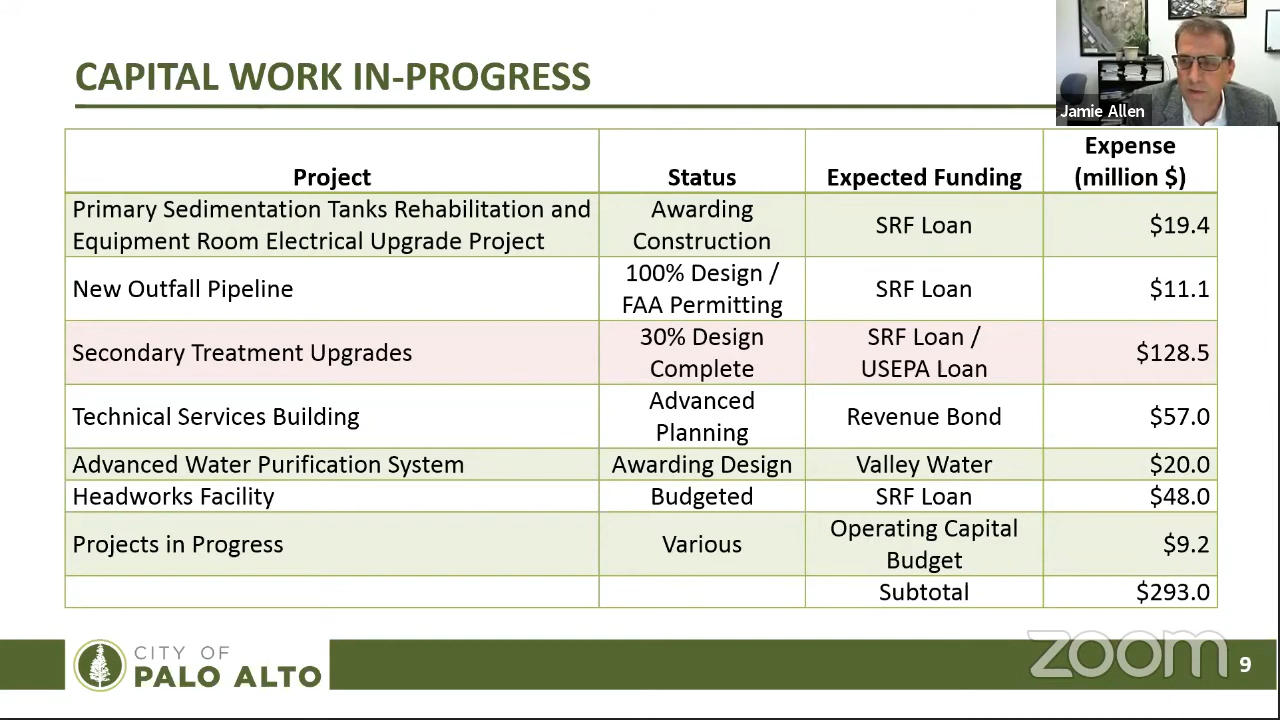 CAPITAL WORK IN-PROGRESS
Jamie Allen
Project Status Expected Funding Expense (million $)
Primary Sedimentation Tanks Rehabilitation and
Equipment Room Electrical Upgrade Project
Awarding
Construction
SRF Loan
$19.4
New Outfall Pipeline
100% Design /
FAA Permitting
SRF Loan
$11.1
Secondary Treatment Upgrades
30% Design
Complete
SRF Loan /
USEPA Loan
$128.5
Technical Services Building
Advanced
Planning
Revenue Bond
$57.0
Advanced Water Purification System
Awarding Design
Valley Water
$20.0
Headworks Facility
Budgeted
SRF Loan
$48.0
Projects in Progress
Various
Operating Capital
Budget
$9.2
Subtotal
$293.0
CITY OF
PALO ALTO
zoom
9